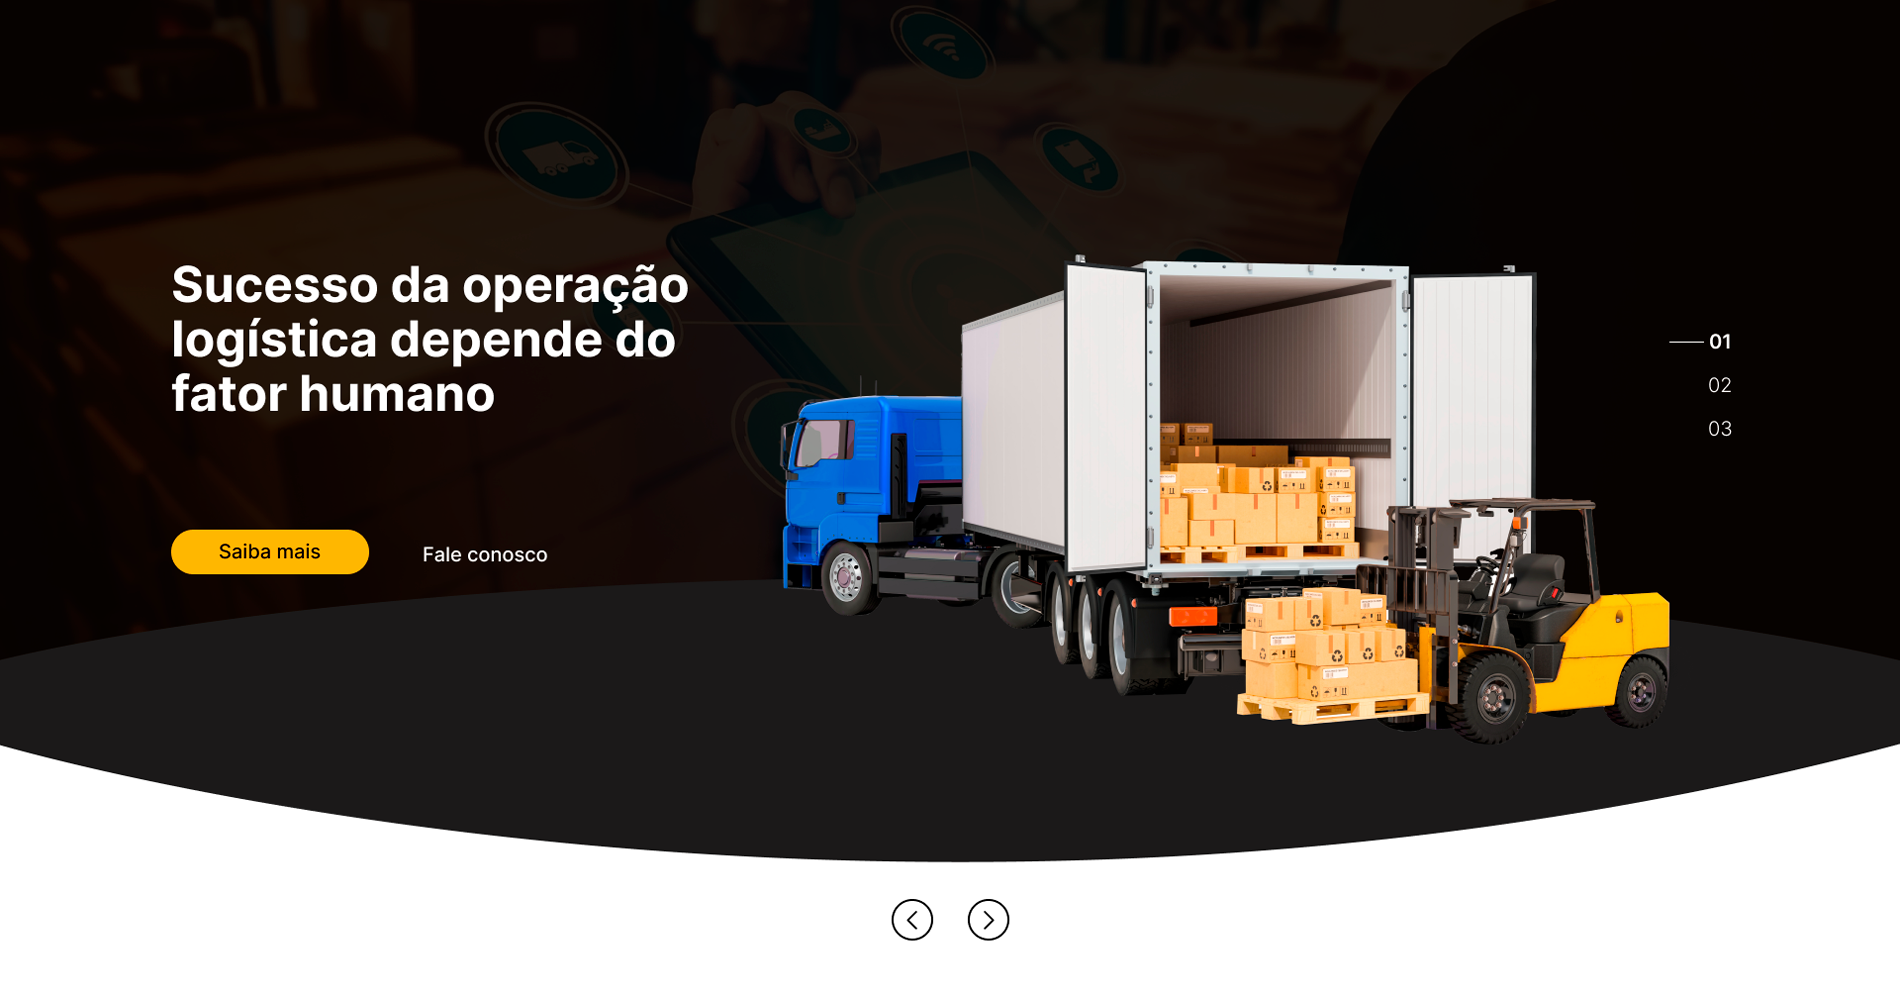 Sucesso da operação
logística depende do
fator humano
Saiba mais
Fale conosco
01
02
03